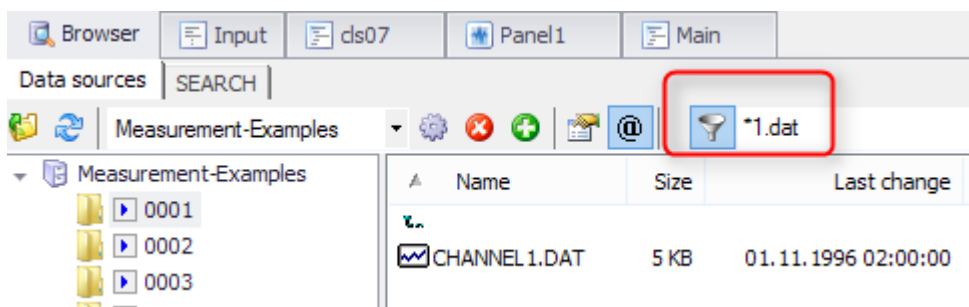 Browser Input cls07 Panel1 Main
Data sources SEARCH
Measurement-Examples @ *1.dat
Measurement-Examples Name Size Last change
0001
0002 CHANNEL1.DAT 5 KB 01.11.1996 02:00:00
0003